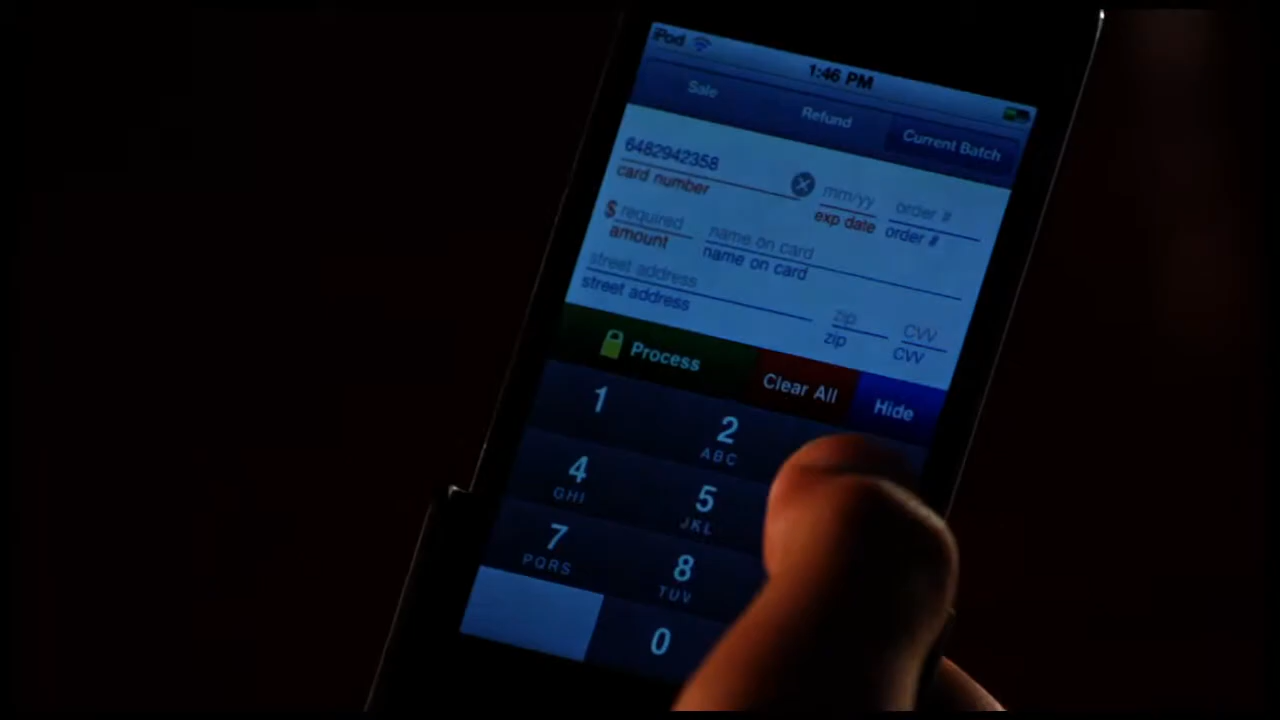 iPod 1:46 PM
Sale Refund Current Batch
6482942358 mm/yy order #
card number exp date order #
$ required name on card
amount name on card
street address zip CVV
street address zip CVV
Process Clear All Hide
1 2 ABC
4 GHI 5 JKL
7 PQRS 8 TUV
0